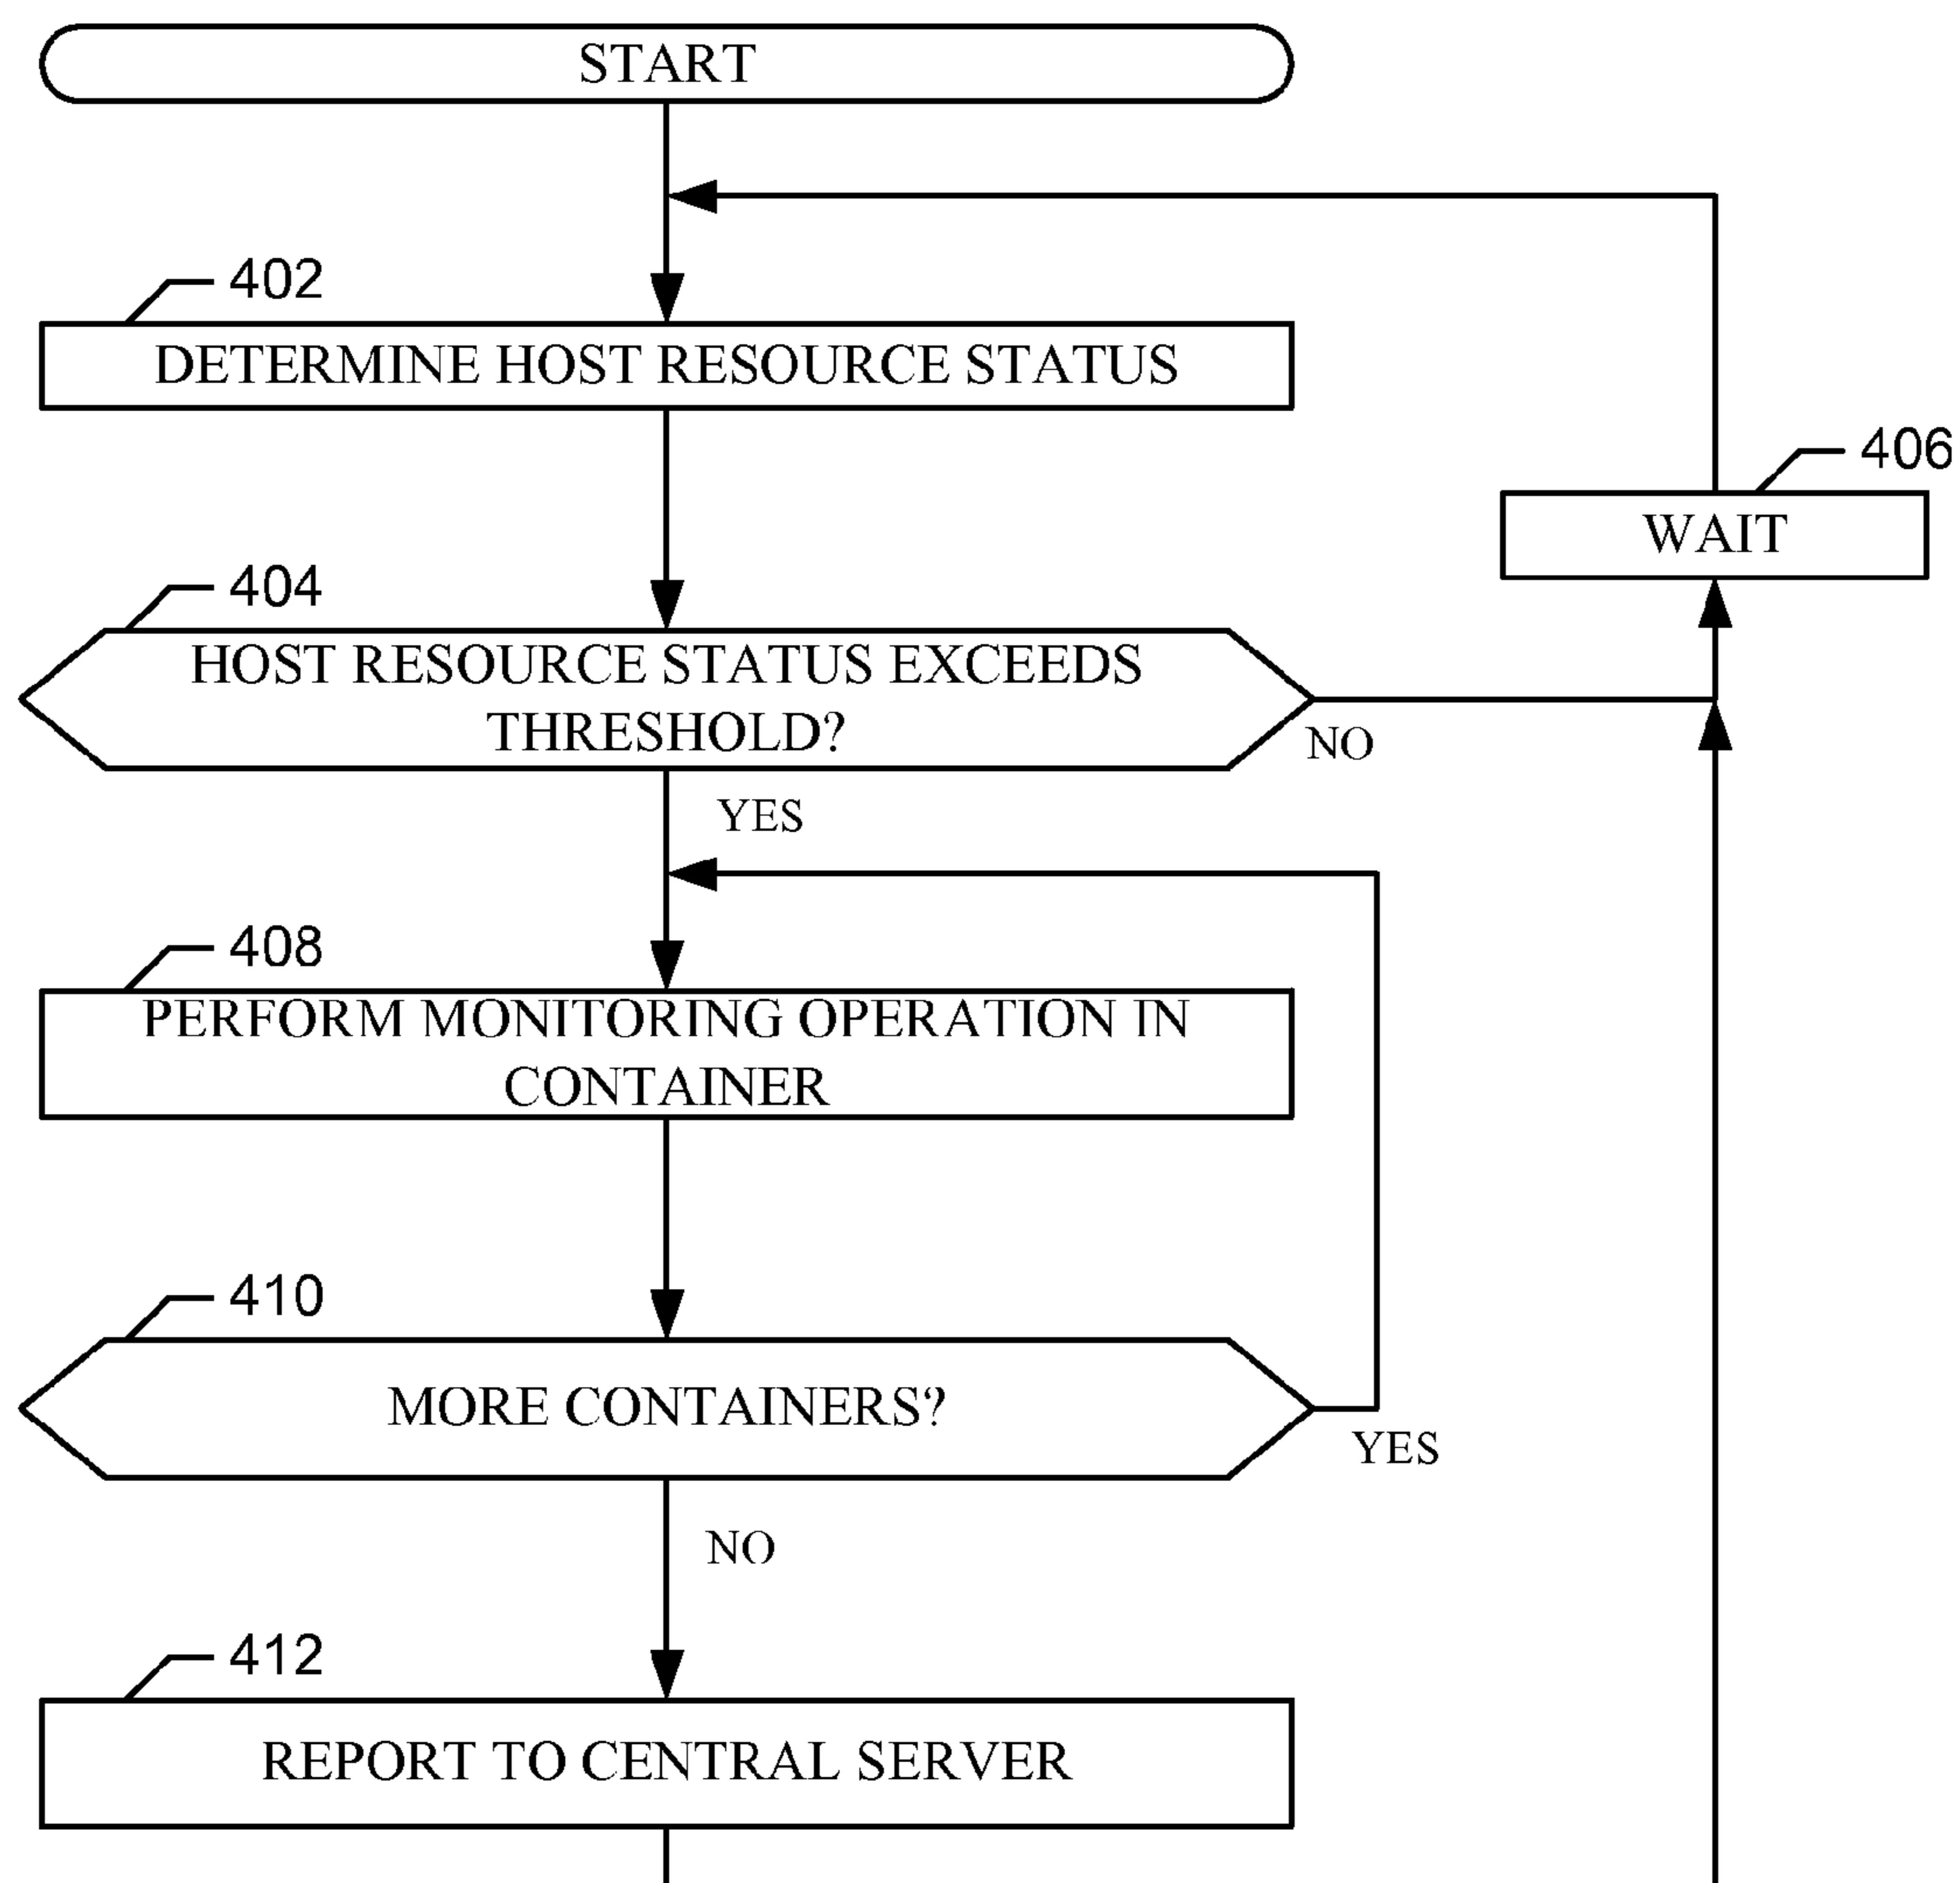 START
402
DETERMINE HOST RESOURCE STATUS
406
WAIT
404
HOST RESOURCE STATUS EXCEEDS
THRESHOLD?
NO
YES
408
PERFORM MONITORING OPERATION IN
CONTAINER
410
MORE CONTAINERS?
YES
NO
412
REPORT TO CENTRAL SERVER